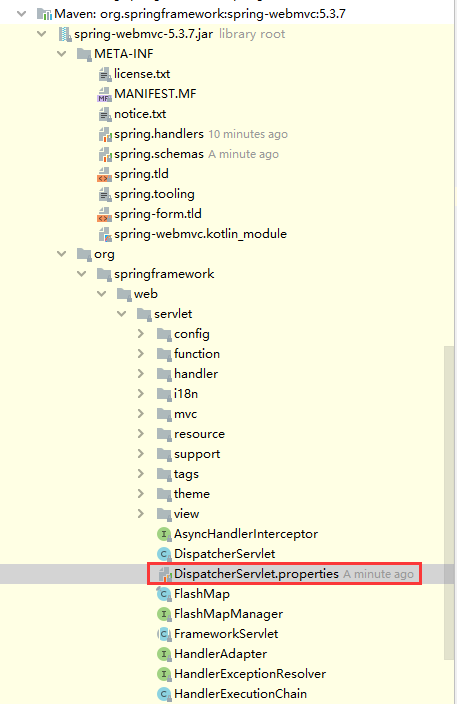 Maven: org.springframework:spring-webmvc:5.3.7
spring-webmvc-5.3.7.jar library root
META-INF
license.txt
MANIFEST.MF
notice.txt
spring.handlers 10 minutes ago
spring.schemas A minute ago
spring.tld
spring.tooling
spring-form.tld
spring-webmvc.kotlin_module
org
springframework
web
servlet
config
function
handler
i18n
mvc
resource
support
tags
theme
view
AsyncHandlerInterceptor
DispatcherServlet
DispatcherServlet.properties A minute ago
FlashMap
FlashMapManager
FrameworkServlet
HandlerAdapter
HandlerExceptionResolver
HandlerExecutionChain